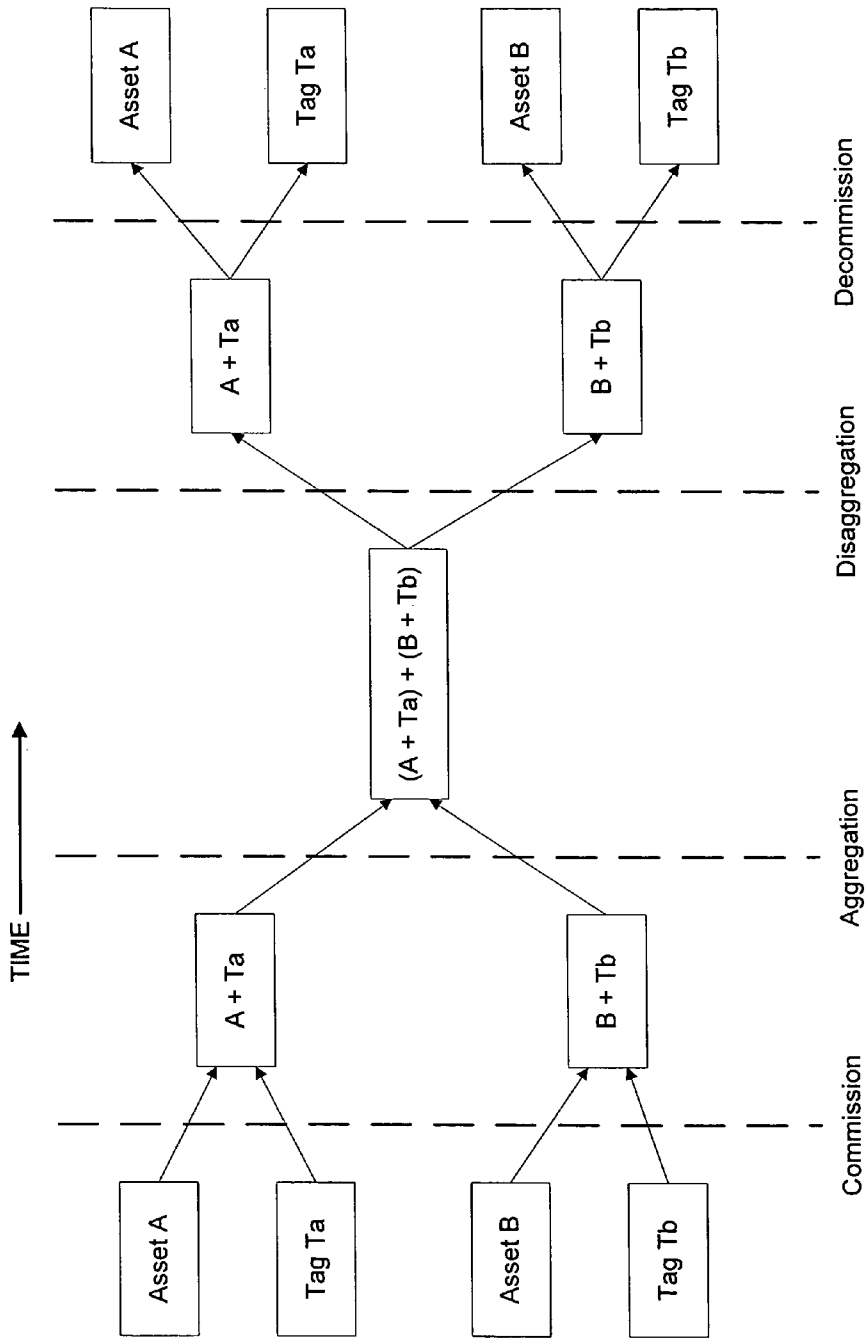 TIME
Asset A
Tag Ta
Asset B
Tag Tb
A + Ta
B + Tb
(A + Ta) + (B + Tb)
A + Ta
B + Tb
Asset A
Tag Ta
Asset B
Tag Tb
Commission
Aggregation
Disaggregation
Decommission